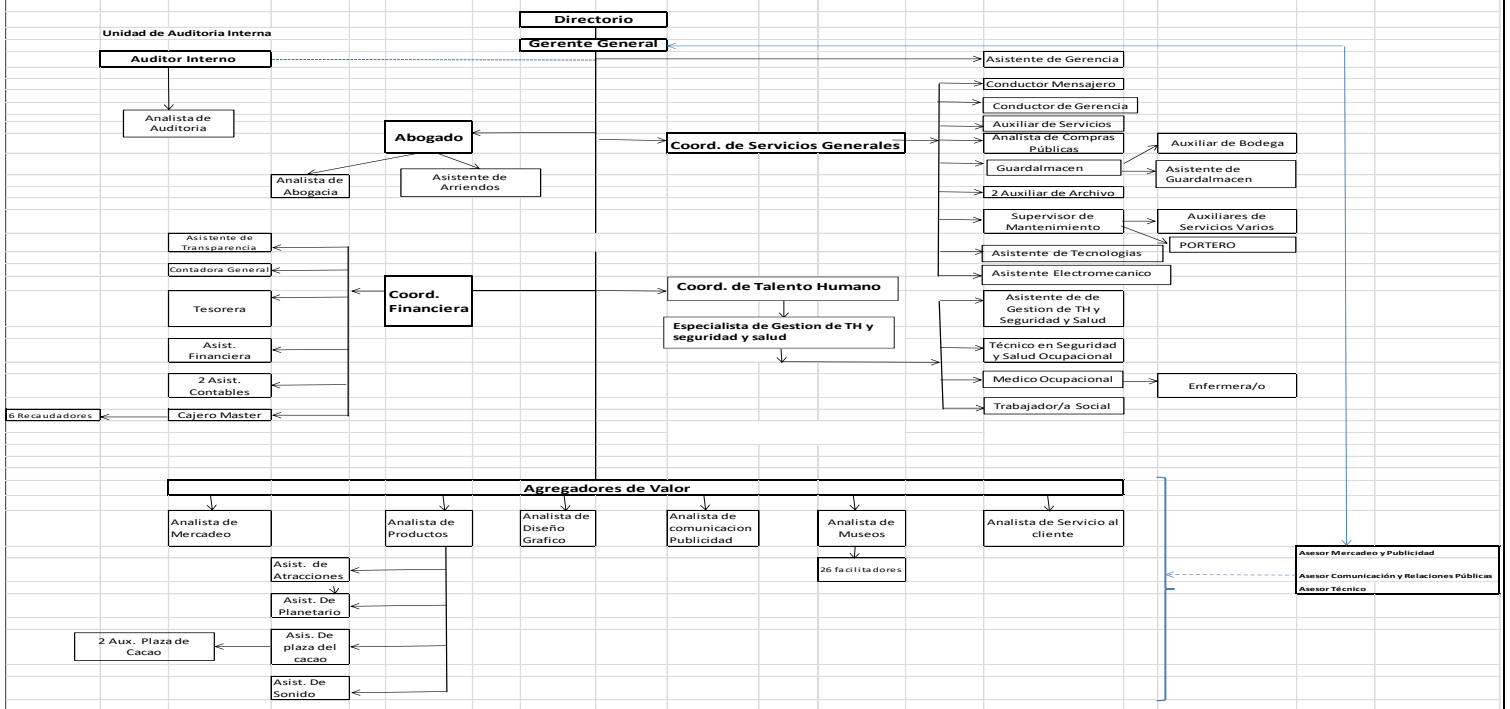 Directorio
Unidad de Auditoria Interna
Gerente General
Auditor Interno
Asistente de Gerencia
Conductor Mensajero
Conductor de Gerencia
Analista de
Auditoria
Auxiliar de Servicios
Abogado
Coord. de Servicios Generales
Analista de Compras
Públicas
Auxiliar de Bodega
Guardalmacen
Asistente de
Guardalmacen
Analista de
Abogacia
Asistente de
Arriendos
2 Auxiliar de Archivo
Supervisor de
Mantenimiento
Auxiliares de
Servicios Varios
PORTERO
Asistente de
Transparencia
Asistente de Tecnologias
Contadora General
Asistente Electromecanico
Coord.
Financiera
Coord. de Talento Humano
Tesorera
Asistente de de
Gestion de TH y
Seguridad y Salud
Especialista de Gestion de TH y
seguridad y salud
Asist.
Financiera
Técnico en Seguridad
y Salud Ocupacional
2 Asist.
Contables
Medico Ocupacional
Enfermera/o
6 Recaudadores
Cajero Master
Trabajador/a Social
Agregadores de Valor
Analista de
Mercadeo
Analista de
Productos
Analista de
Diseño
Grafico
Analista de
comunicacion
Publicidad
Analista de
Museos
Analista de Servicio al
cliente
26 facilitadores
Asesor Mercadeo y Publicidad
Asesor Comunicación y Relaciones Públicas
Asesor Técnico
Asist. de
Atracciones
Asist. De
Planetario
2 Aux. Plaza de
Cacao
Asis. De
plaza del
cacao
Asist. De
Sonido